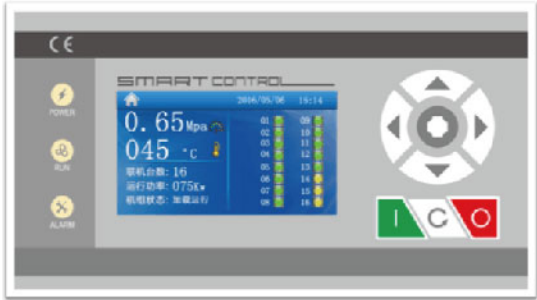 CE
SMART CONTROL
POWER
RUN
ALARM
2016/05/06 19:14
0.65Mpa
045 °C
联机台数: 16
运行功率: 075Kw
机组状态: 加载运行
01 09
02 10
03 11
04 12
05 13
06 14
07 15
08 16
I C O